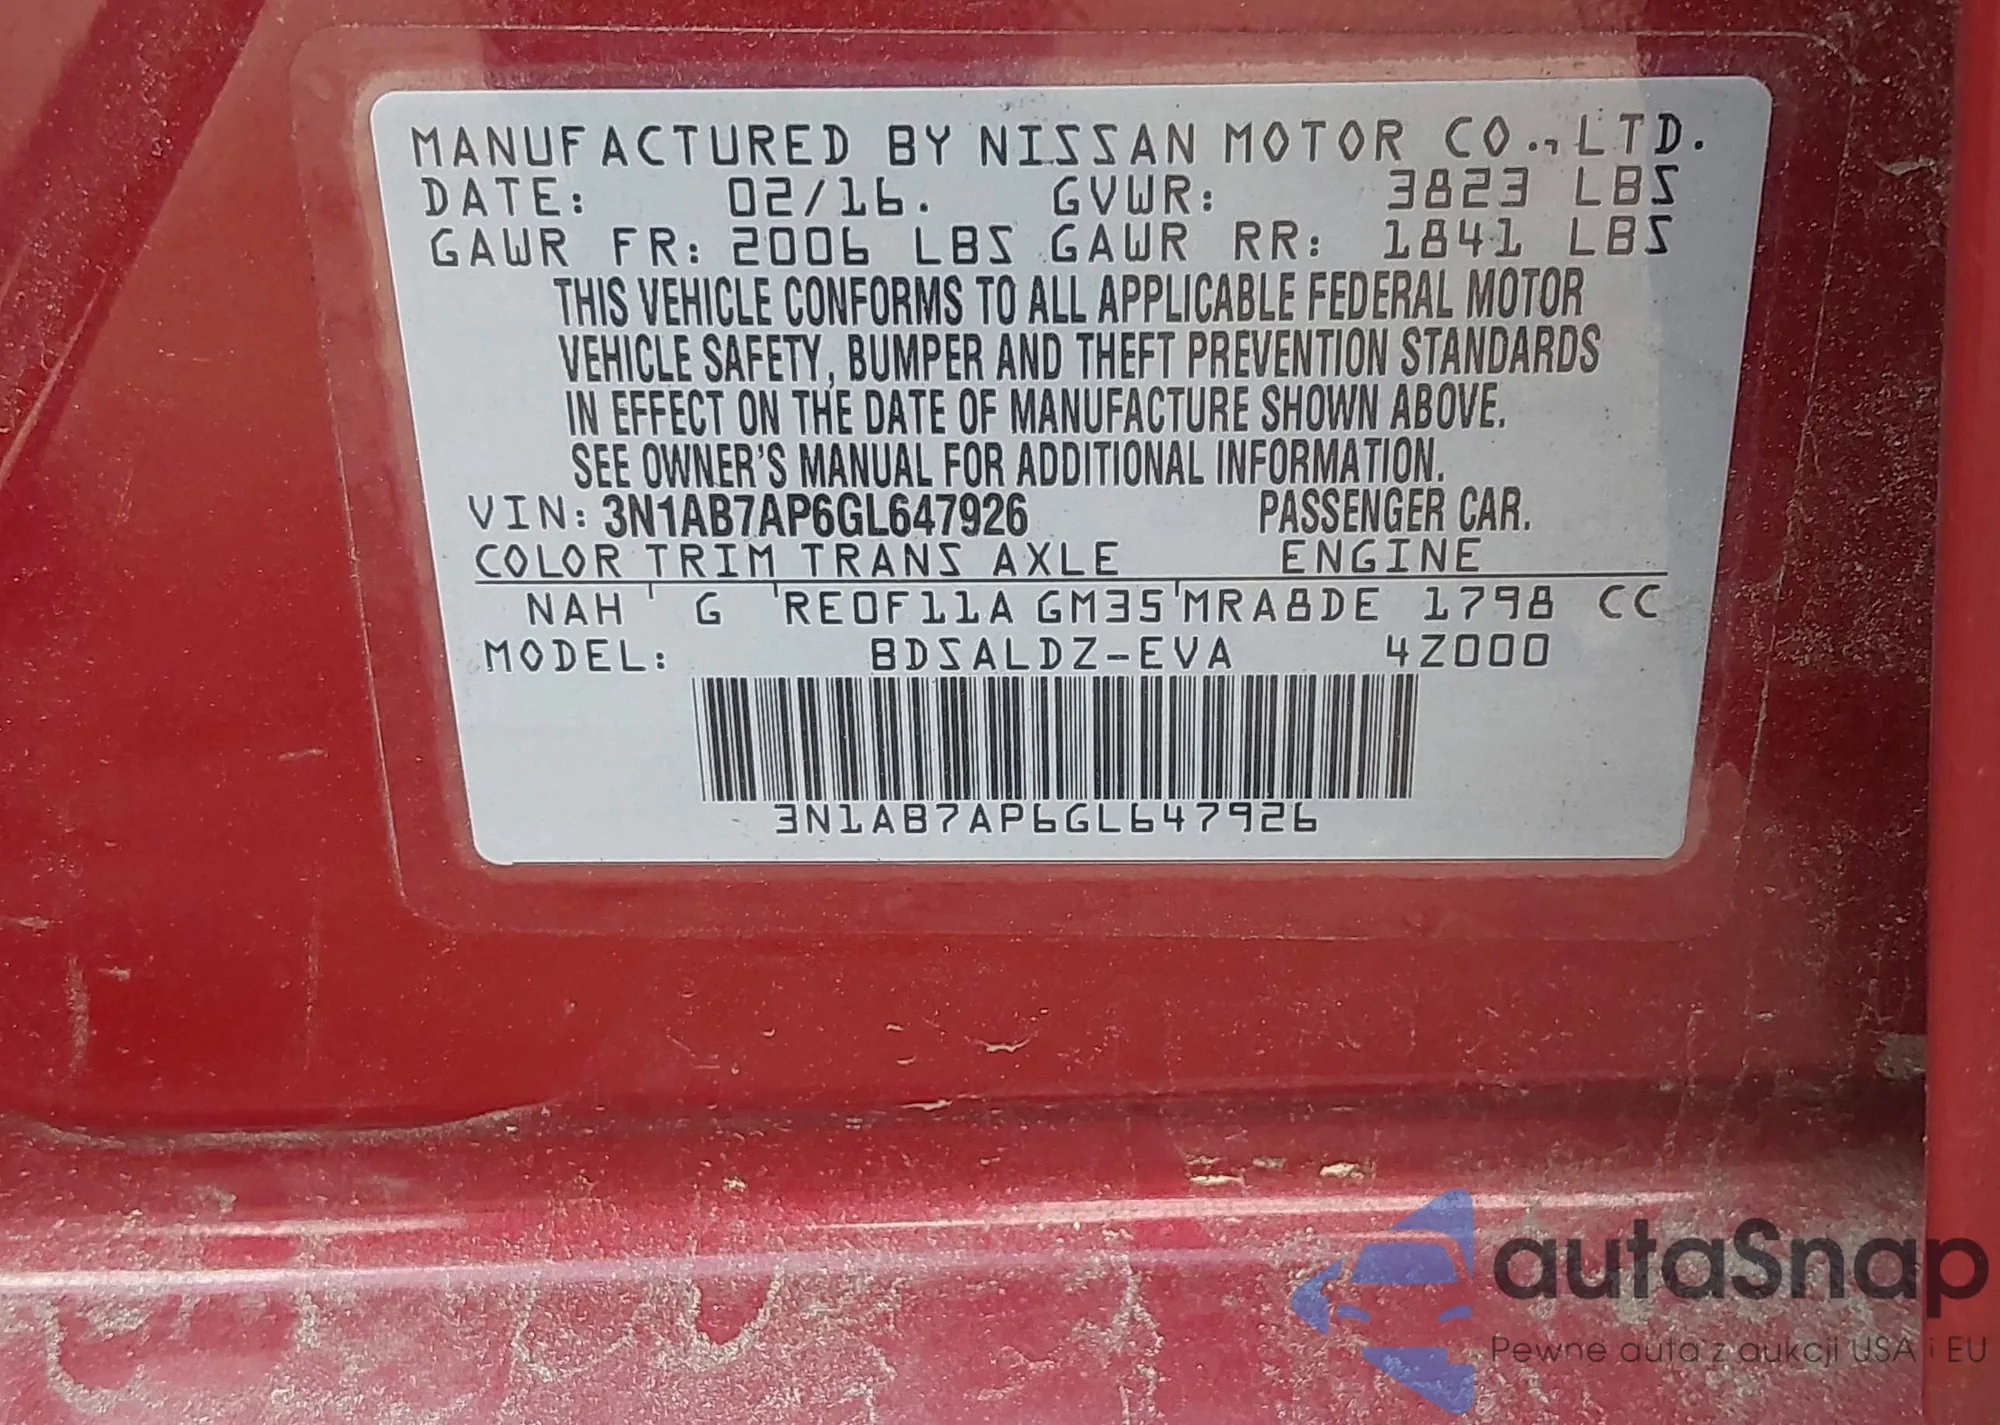 MANUFACTURED BY NISSAN MOTOR CO., LTD.
DATE: 02/16. GVWR: 3823 LBS
GAWR FR: 2006 LBS GAWR RR: 1841 LBS
THIS VEHICLE CONFORMS TO ALL APPLICABLE FEDERAL MOTOR
VEHICLE SAFETY, BUMPER AND THEFT PREVENTION STANDARDS
IN EFFECT ON THE DATE OF MANUFACTURE SHOWN ABOVE.
SEE OWNER'S MANUAL FOR ADDITIONAL INFORMATION.
VIN: 3N1AB7AP6GL647926 PASSENGER CAR.
COLOR TRIM TRANS AXLE ENGINE
NAH G RE0F11A GM35 MRA8DE 1798 CC
MODEL: BDSALDZ-EVA 4Z000
3N1AB7AP6GL647926
autaSnap
Pewne auta z aukcji USA i EU